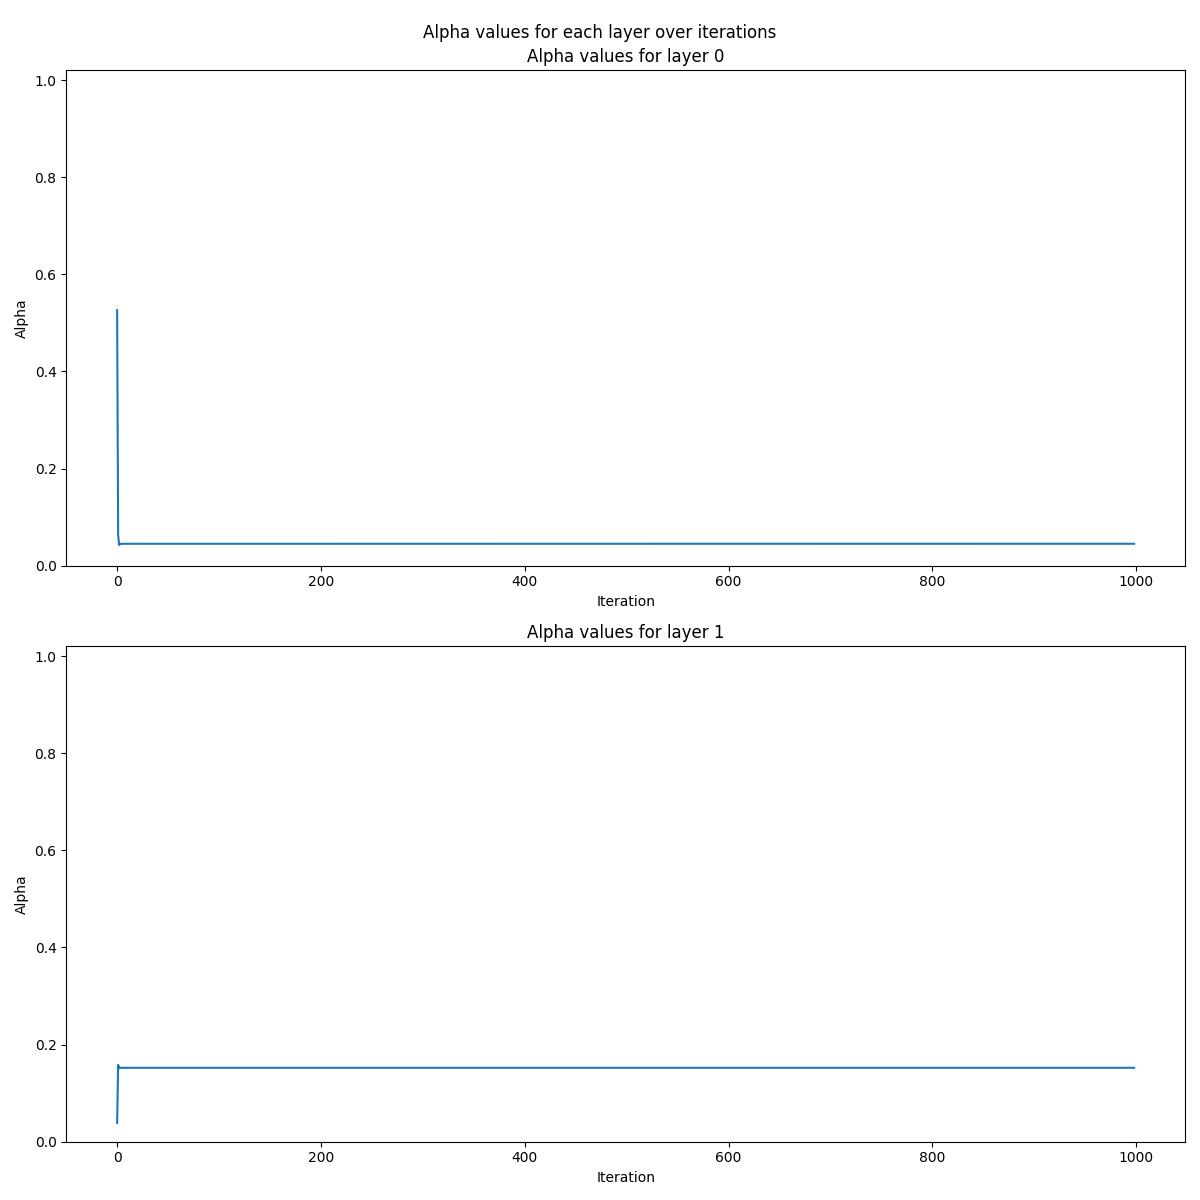 Alpha values for each layer over iterations
Alpha values for layer 0
1.0
0.8
0.6
0.4
0.2
0.0
Alpha
0 200 400 600 800 1000
Iteration
Alpha values for layer 1
1.0
0.8
0.6
0.4
0.2
0.0
Alpha
0 200 400 600 800 1000
Iteration